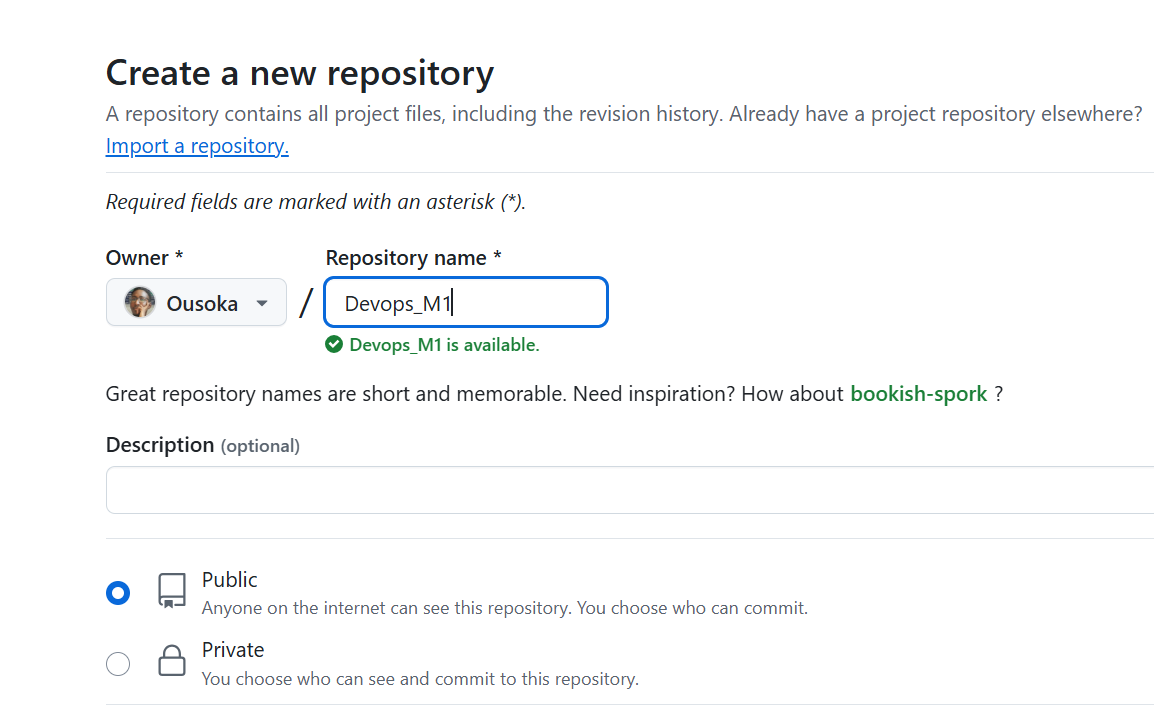 Create a new repository
A repository contains all project files, including the revision history. Already have a project repository elsewhere?
Import a repository.
Required fields are marked with an asterisk (*).
Owner * Repository name *
Ousoka / Devops_M1
Devops_M1 is available.
Great repository names are short and memorable. Need inspiration? How about bookish-spork ?
Description (optional)
Public
Anyone on the internet can see this repository. You choose who can commit.
Private
You choose who can see and commit to this repository.